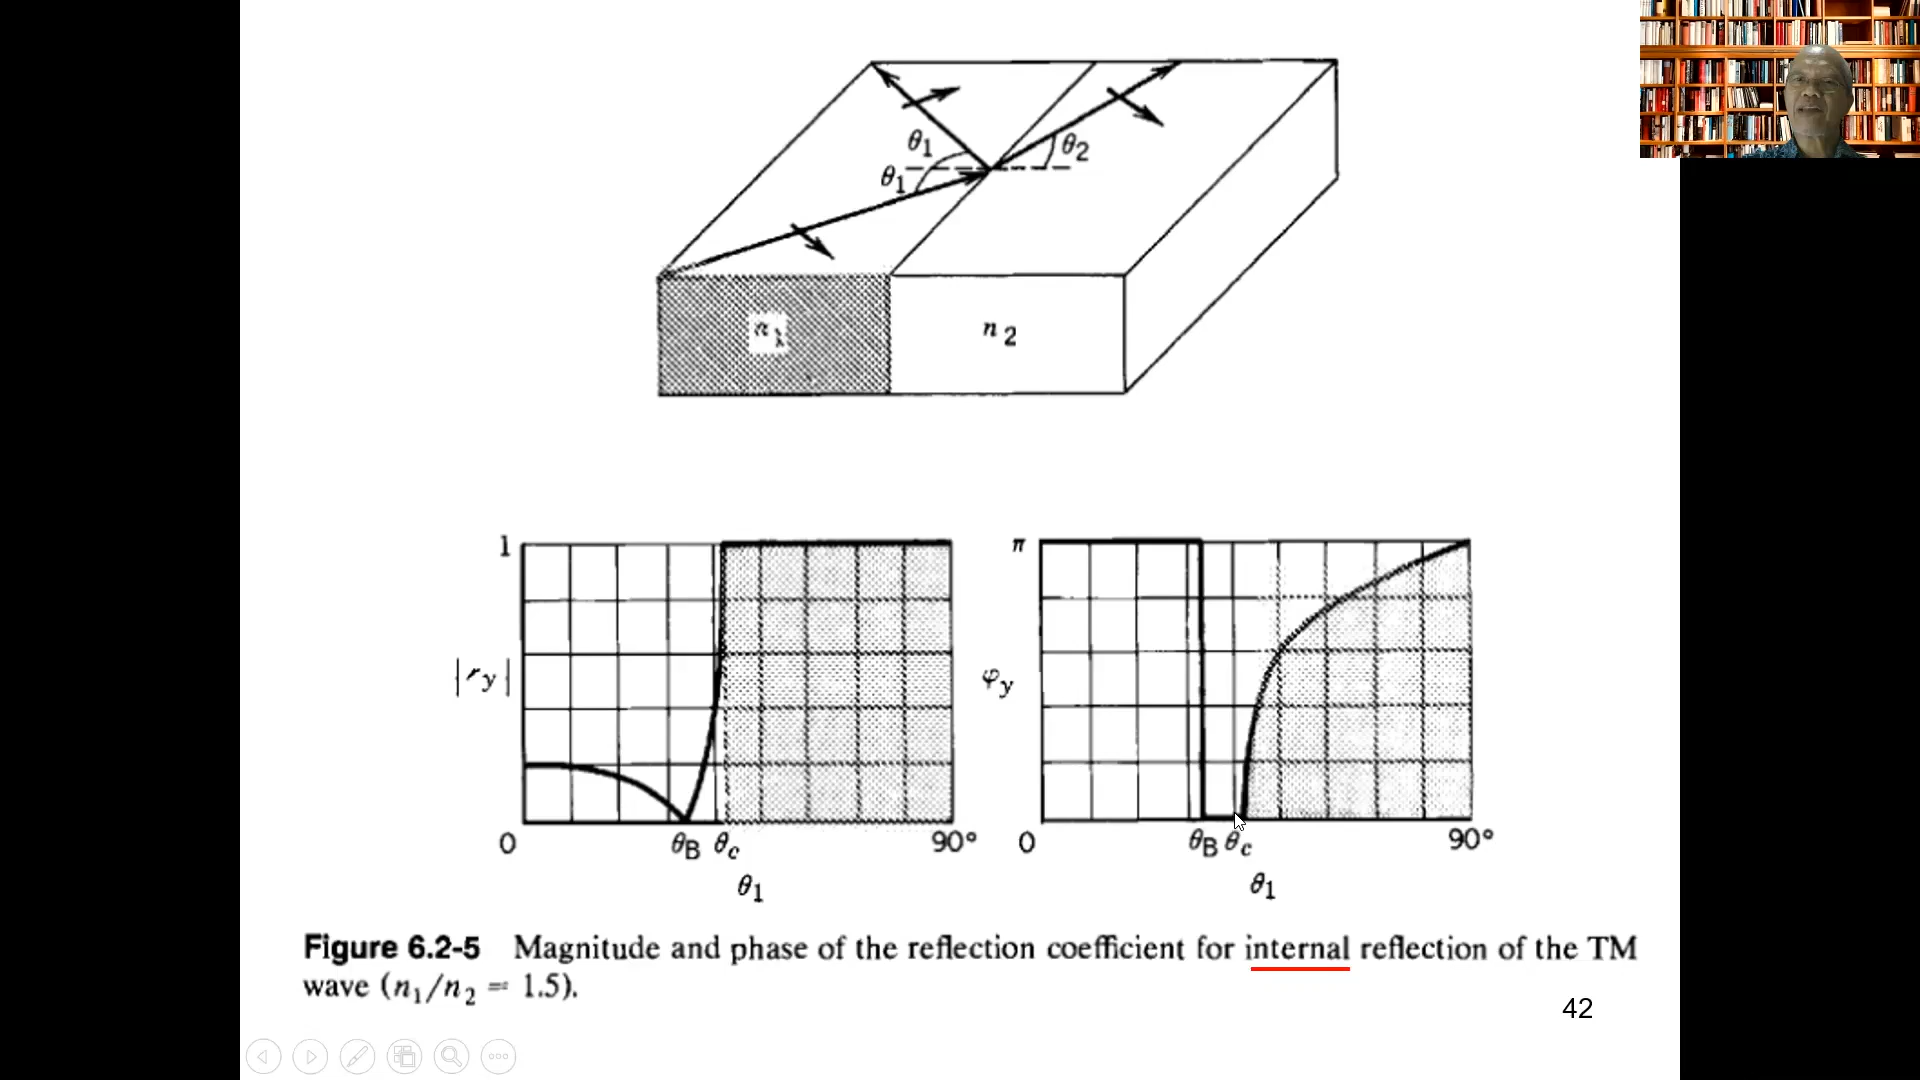 θ1
θ1
θ2
n1
n2
1
|ry|
0
θB θc
90°
θ1
π
φy
0
θB θc
90°
θ1
Figure 6.2-5 Magnitude and phase of the reflection coefficient for internal reflection of the TM
wave (n1/n2 = 1.5).
42